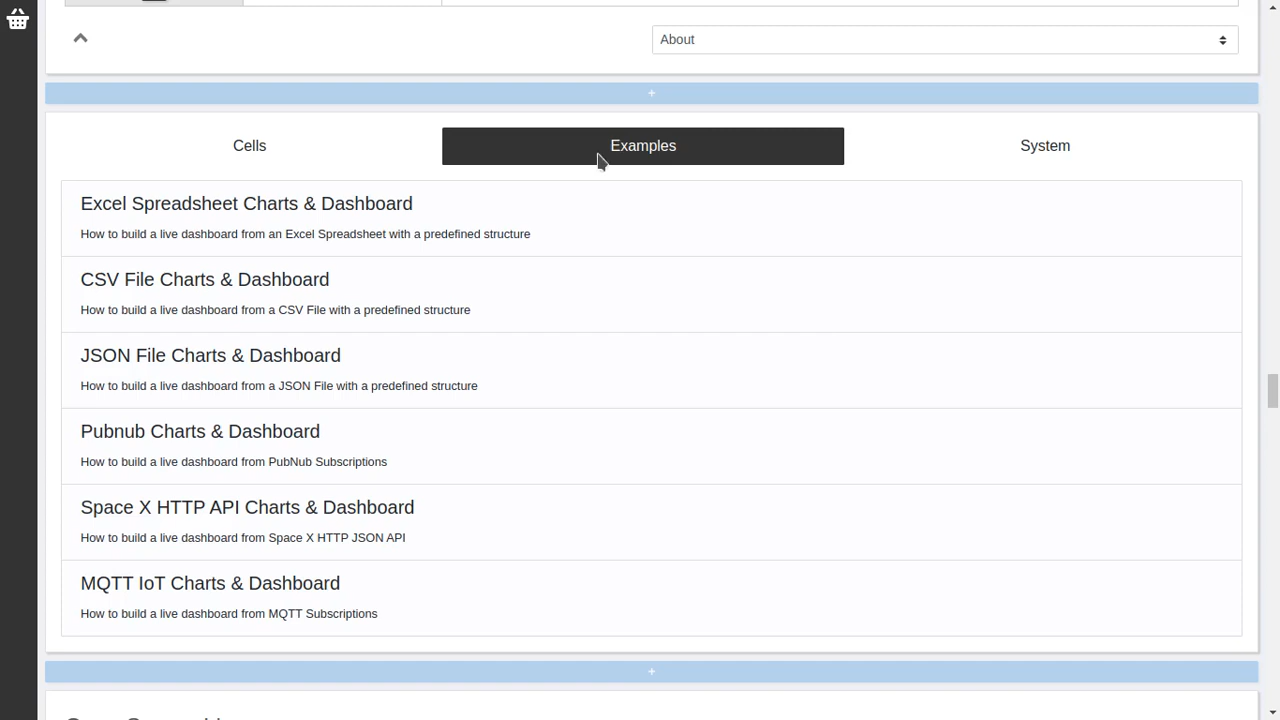 About
+
Cells
Examples
System
Excel Spreadsheet Charts & Dashboard
How to build a live dashboard from an Excel Spreadsheet with a predefined structure
CSV File Charts & Dashboard
How to build a live dashboard from a CSV File with a predefined structure
JSON File Charts & Dashboard
How to build a live dashboard from a JSON File with a predefined structure
Pubnub Charts & Dashboard
How to build a live dashboard from PubNub Subscriptions
Space X HTTP API Charts & Dashboard
How to build a live dashboard from Space X HTTP JSON API
MQTT IoT Charts & Dashboard
How to build a live dashboard from MQTT Subscriptions
+